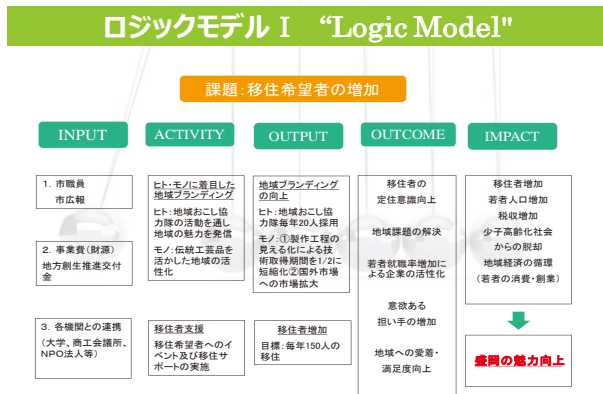 ロジックモデルⅠ “Logic Model"
課題:移住希望者の増加
INPUT
1. 市職員
市広報
2. 事業費(財源)
地方創生推進交付
金
3. 各機関との連携
(大学、商工会議所、
NPO法人等)
ACTIVITY
ヒト・モノに着目した
地域ブランディング
ヒト:地域おこし協
力隊の活動を通し
地域の魅力を発信
モノ:伝統工芸品を
活かした地域の活
性化
移住者支援
移住希望者へのイ
ベント及び移住サ
ポートの実施
OUTPUT
地域ブランディング
の向上
ヒト:地域おこし協
力隊毎年20人採用
モノ:①製作工程の
見える化による技
術取得期間を1/2に
短縮化②国外市場
への市場拡大
移住者増加
目標:毎年150人の
移住
OUTCOME
移住者の
定住意識向上
地域課題の解決
若者就職率増加に
よる企業の活性化
意欲ある
担い手の増加
地域への愛着・
満足度向上
IMPACT
移住者増加
若者人口増加
税収増加
少子高齢化社会
からの脱却
地域経済の循環
(若者の消費・創業)
盛岡の魅力向上